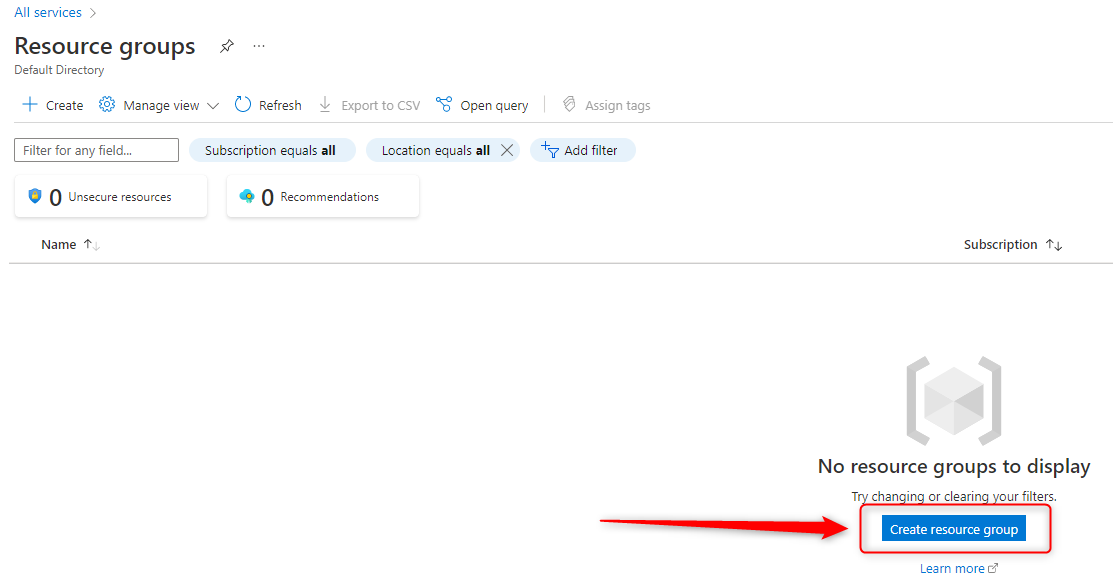 All services
Resource groups
Default Directory
Create Manage view Refresh Export to CSV Open query Assign tags
Filter for any field... Subscription equals all Location equals all Add filter
0 Unsecure resources 0 Recommendations
Name Subscription
No resource groups to display
Try changing or clearing your filters.
Create resource group
Learn more